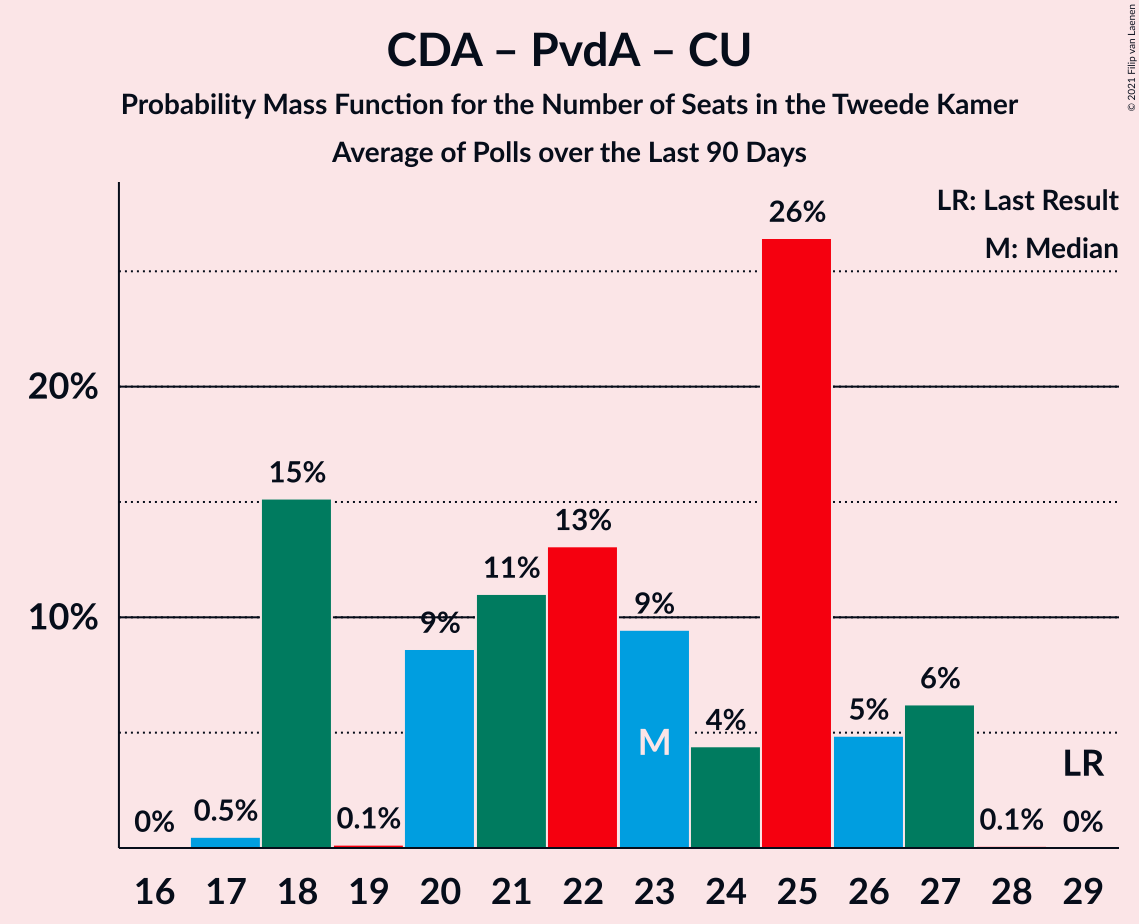 CDA – PvdA – CU
Probability Mass Function for the Number of Seats in the Tweede Kamer
Average of Polls over the Last 90 Days
© 2021 Filip van Laenen
LR: Last Result
M: Median
20%
10%
0%
0.5%
15%
0.1%
9%
11%
13%
9%
4%
26%
5%
6%
0.1%
0%
M
LR
16 17 18 19 20 21 22 23 24 25 26 27 28 29